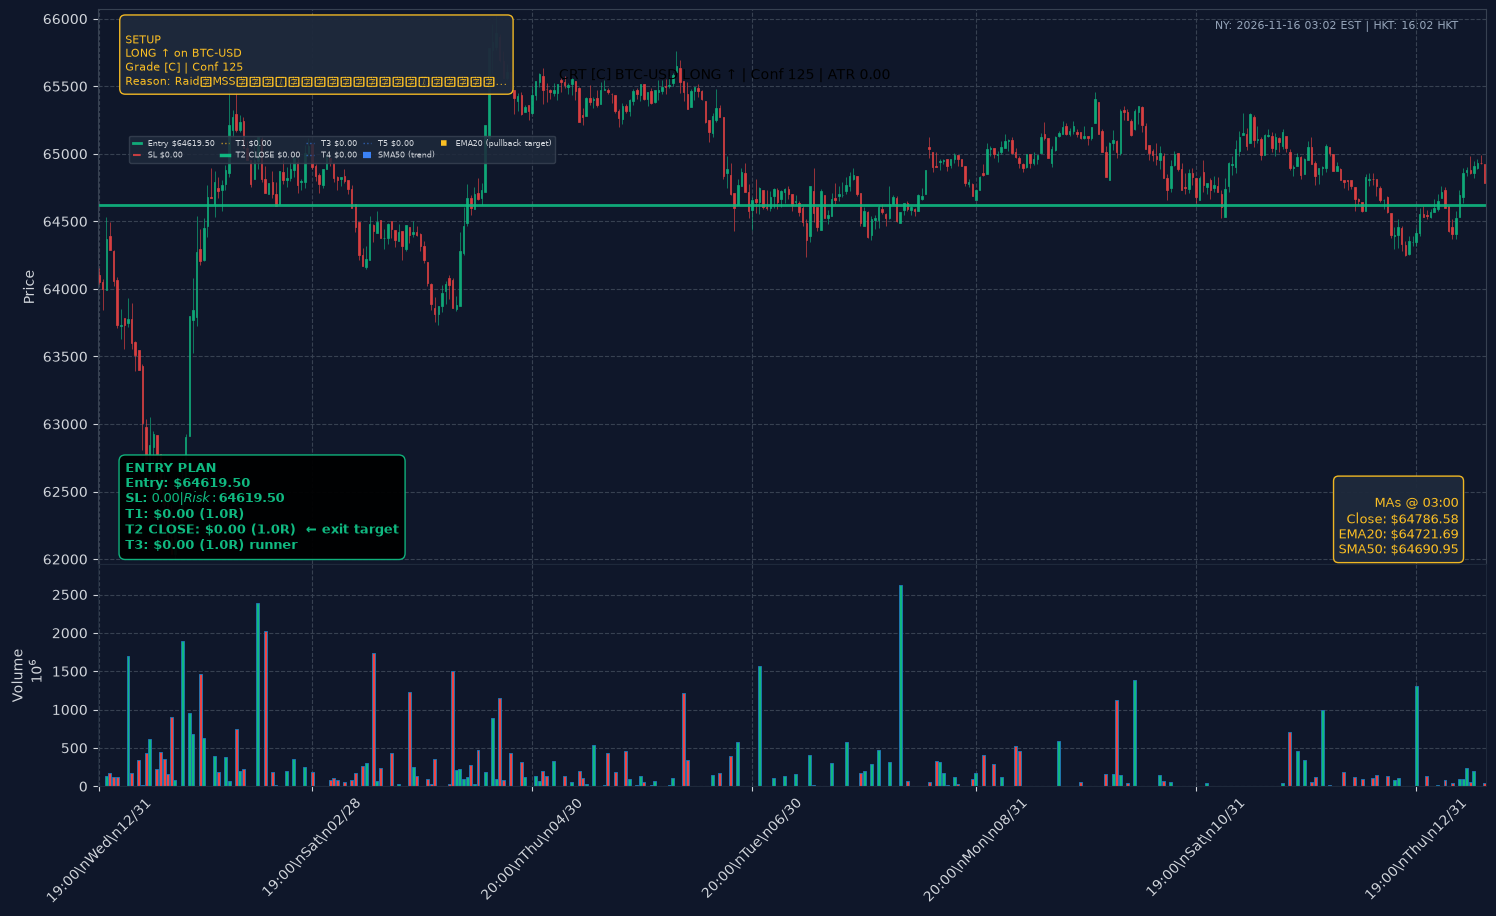 NY: 2026-11-16 03:02 EST | HKT: 16:02 HKT
SETUP
LONG ↑ on BTC-USD
Grade [C] | Conf 125
CRT [C] BTC-USD LONG ↑ | Conf 125 | ATR 0.00
Entry $64619.50
SL $0.00
T1 $0.00
T2 CLOSE $0.00
T3 $0.00
T4 $0.00
T5 $0.00
SMA50 (trend)
EMA20 (pullback target)
Price
66000
65500
65000
64500
64000
63500
63000
62500
62000
ENTRY PLAN
Entry: $64619.50
SL: 0.00|Risk:64619.50
T1: $0.00 (1.0R)
T2 CLOSE: $0.00 (1.0R) ← exit target
T3: $0.00 (1.0R) runner
MAs @ 03:00
Close: $64786.58
EMA20: $64721.69
SMA50: $64690.95
Volume
10⁶
2500
2000
1500
1000
500
0
19:00\nWed\n12/31
19:00\nSat\n02/28
20:00\nThu\n04/30
20:00\nTue\n06/30
20:00\nMon\n08/31
19:00\nSat\n10/31
19:00\nThu\n12/31